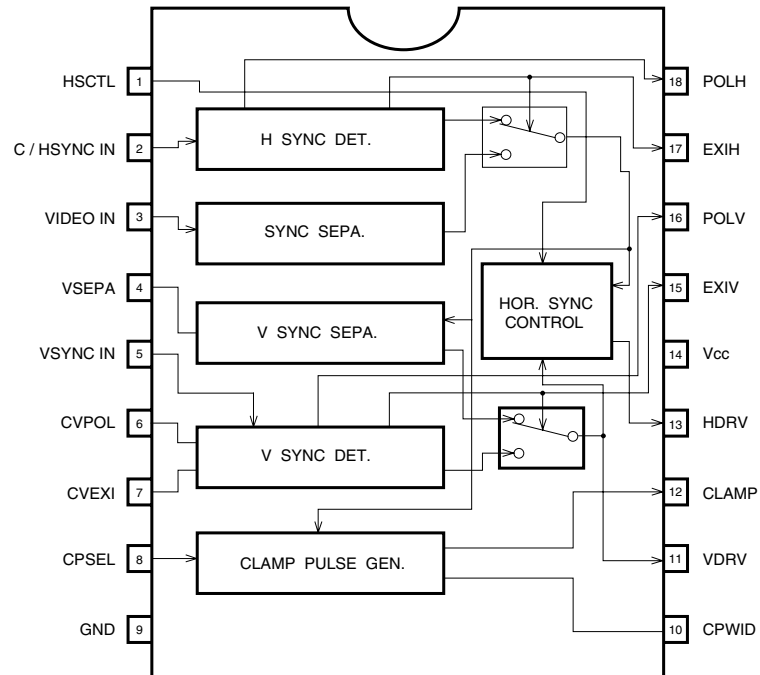 HSCTL 1
C / HSYNC IN 2
VIDEO IN 3
VSEPA 4
VSYNC IN 5
CVPOL 6
CVEXI 7
CPSEL 8
GND 9
H SYNC DET.
SYNC SEPA.
V SYNC SEPA.
V SYNC DET.
CLAMP PULSE GEN.
HOR. SYNC
CONTROL
18 POLH
17 EXIH
16 POLV
15 EXIV
14 Vcc
13 HDRV
12 CLAMP
11 VDRV
10 CPWID